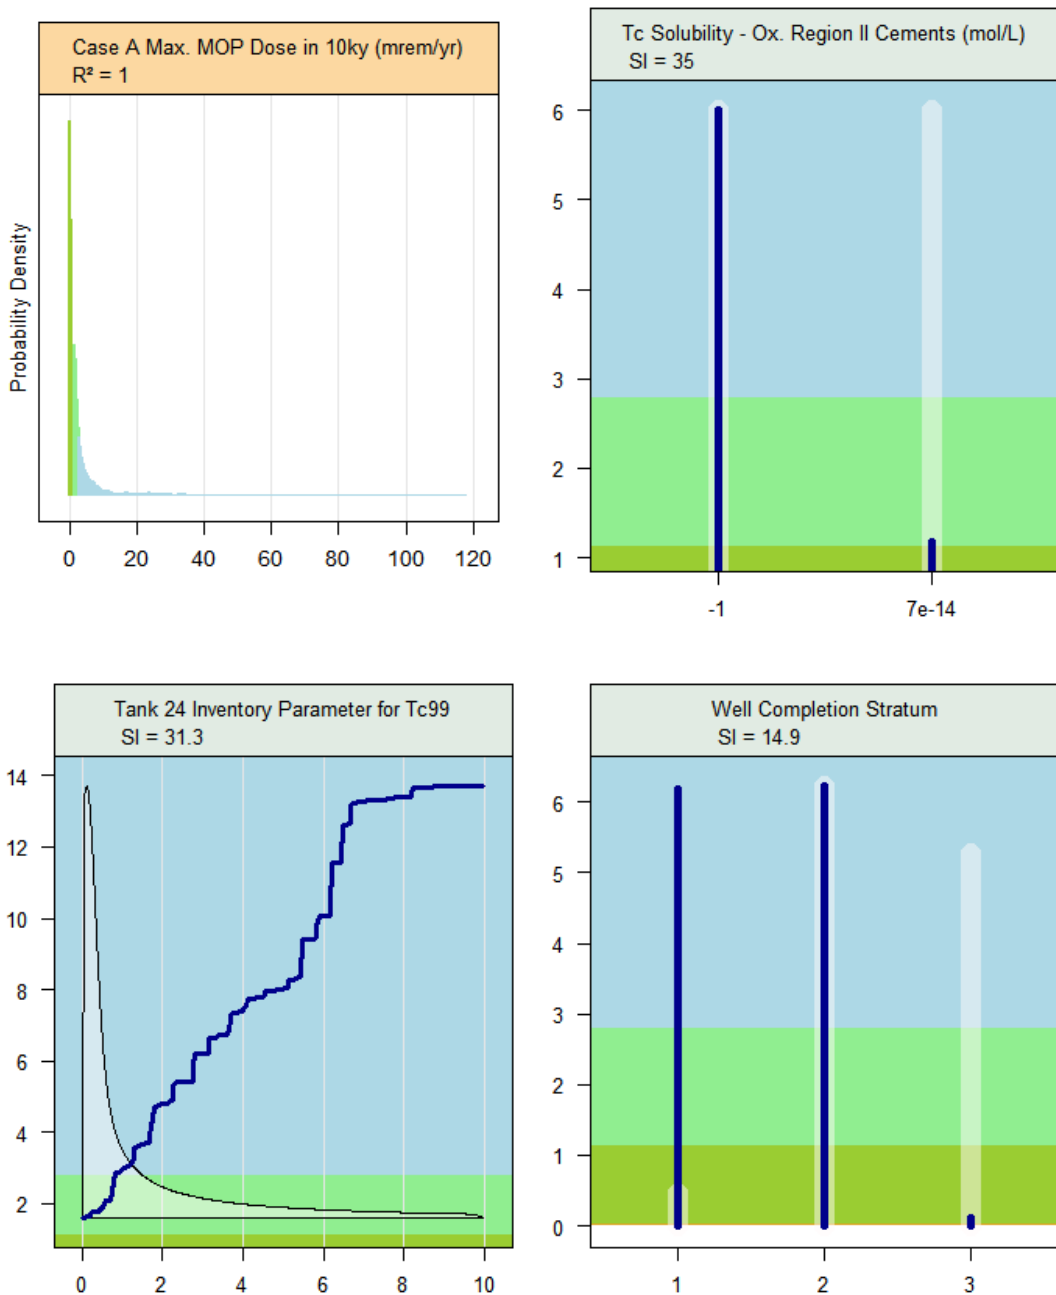 Case A Max. MOP Dose in 10ky (mrem/yr)
R² = 1
Probability Density
0 20 40 60 80 100 120
Tc Solubility - Ox. Region II Cements (mol/L)
SI = 35
6
5
4
3
2
1
-1 7e-14
Tank 24 Inventory Parameter for Tc99
SI = 31.3
14
12
10
8
6
4
2
0 2 4 6 8 10
Well Completion Stratum
SI = 14.9
6
5
4
3
2
1
0
1 2 3